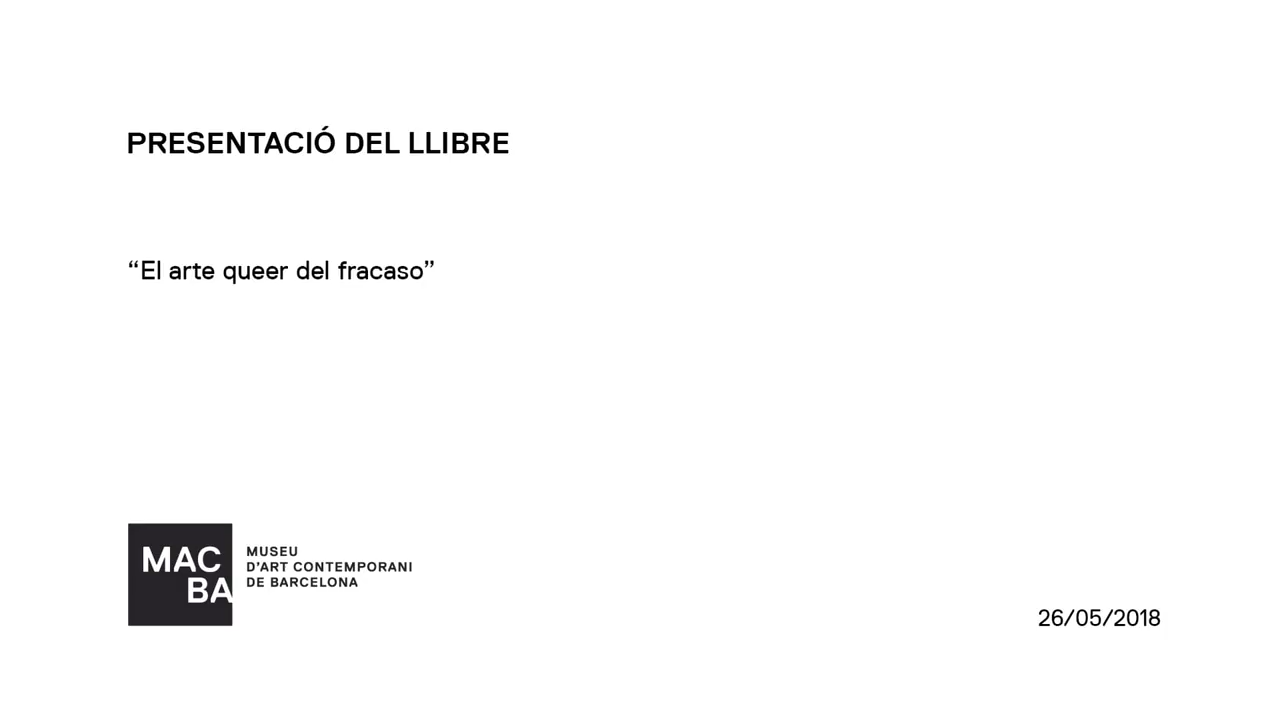 PRESENTACIÓ DEL LLIBRE
“El arte queer del fracaso”
MAC
BA
MUSEU
D’ART CONTEMPORANI
DE BARCELONA
26/05/2018